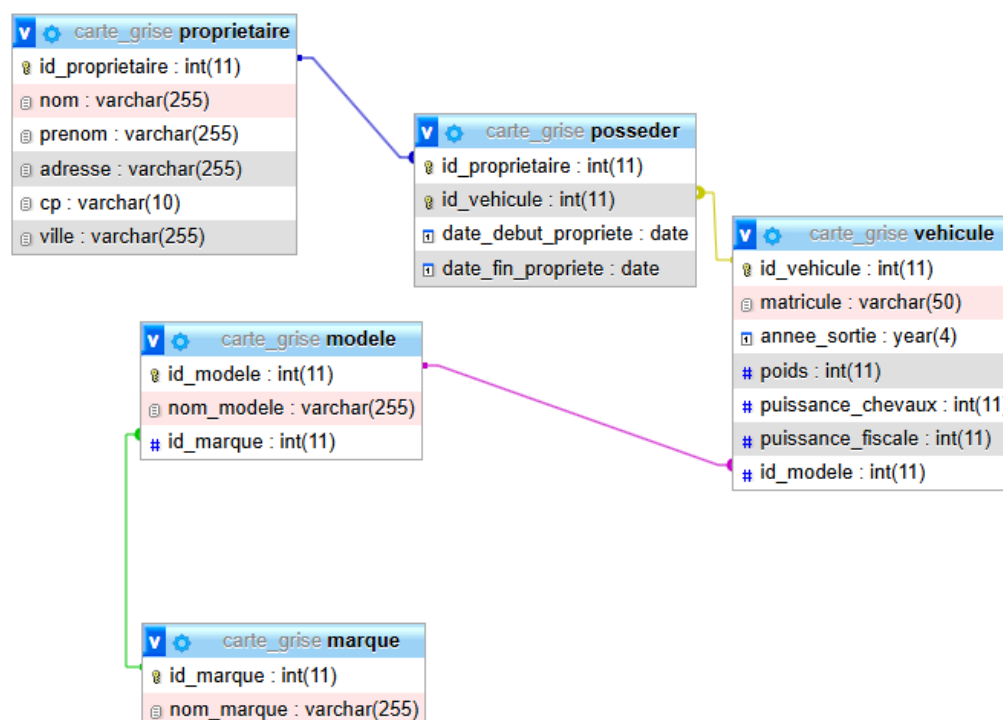 carte_grise proprietaire
id_proprietaire : int(11)
nom : varchar(255)
prenom : varchar(255)
adresse : varchar(255)
cp : varchar(10)
ville : varchar(255)
carte_grise posseder
id_proprietaire : int(11)
id_vehicule : int(11)
date_debut_propriete : date
date_fin_propriete : date
carte_grise vehicule
id_vehicule : int(11)
matricule : varchar(50)
annee_sortie : year(4)
poids : int(11)
puissance_chevaux : int(11
puissance_fiscale : int(11)
id_modele : int(11)
carte_grise modele
id_modele : int(11)
nom_modele : varchar(255)
id_marque : int(11)
carte_grise marque
id_marque : int(11)
nom_marque : varchar(255)